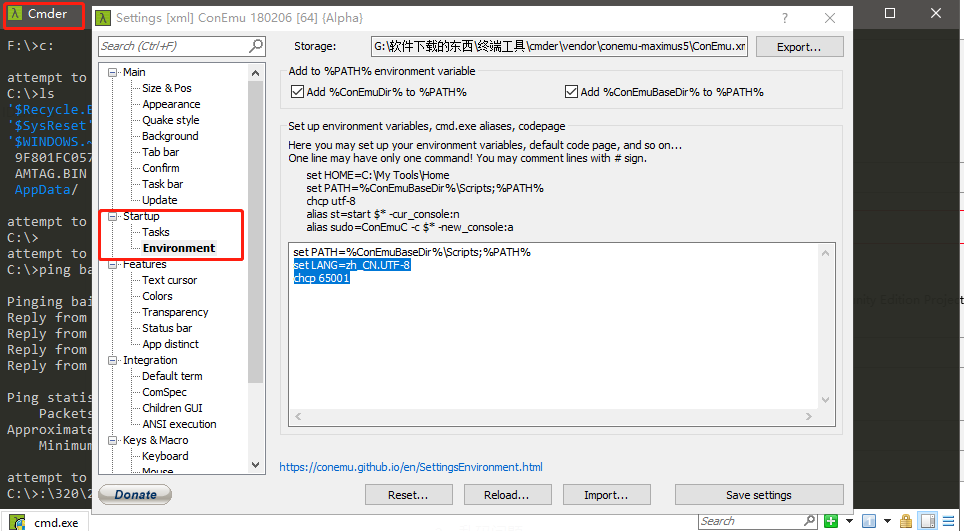 Cmder
Settings [xml] ConEmu 180206 [64] {Alpha}
F:\>c:
attempt to
C:\>ls
'$Recycle.
'$SysReset'
'$WINDOWS.~
9F801FC057
AMTAG.BIN
AppData/
attempt to
C:\>
attempt to
C:\>ping ba
Pinging bai
Reply from
Reply from
Reply from
Reply from
Ping statis
Packets
Approximate
Minimum
attempt to
C:\>:\320\2
Search (Ctrl+F)
Main
Size & Pos
Appearance
Quake style
Background
Tab bar
Confirm
Task bar
Update
Startup
Tasks
Environment
Features
Text cursor
Colors
Transparency
Status bar
App distinct
Integration
Default term
ComSpec
Children GUI
ANSI execution
Keys & Macro
Keyboard
Mouse
Donate
Storage:
G:\软件下载的东西\终端工具\cmder\vendor\conemu-maximus5\ConEmu.xm
Export...
Add to %PATH% environment variable
Add %ConEmuDir% to %PATH%
Add %ConEmuBaseDir% to %PATH%
Set up environment variables, cmd.exe aliases, codepage
Here you may set up your environment variables, default code page, and so on...
One line may have only one command! You may comment lines with # sign.
set HOME=C:\My Tools\Home
set PATH=%ConEmuBaseDir%\Scripts;%PATH%
chcp utf-8
alias st=start $* -cur_console:n
alias sudo=ConEmuC -c $* -new_console:a
set PATH=%ConEmuBaseDir%\Scripts;%PATH%
set LANG=zh_CN.UTF-8
chcp 65001
https://conemu.github.io/en/SettingsEnvironment.html
Reset...
Reload...
Import...
Save settings
cmd.exe
Search